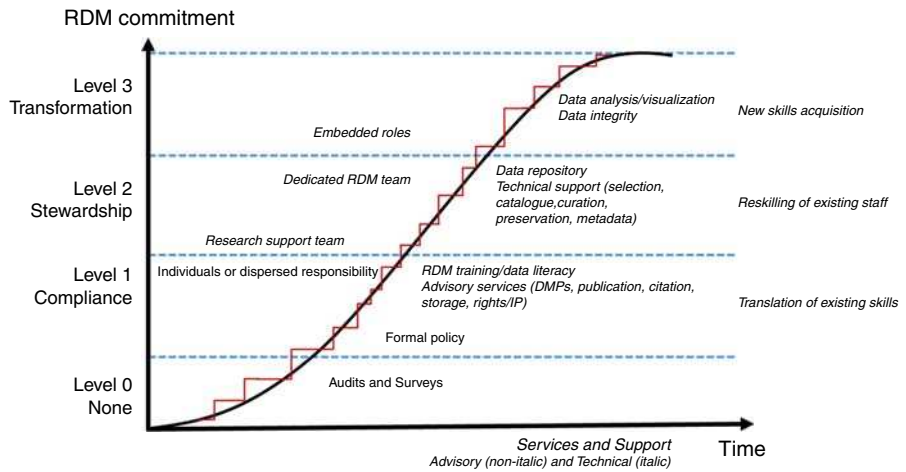 RDM commitment
Level 3
Transformation
Data analysis/visualization
Data integrity
New skills acquisition
Embedded roles
Dedicated RDM team
Data repository
Technical support (selection,
catalogue,curation,
preservation, metadata)
Level 2
Stewardship
Reskilling of existing staff
Research support team
Individuals or dispersed responsibility
RDM training/data literacy
Advisory services (DMPs, publication, citation,
storage, rights/IP)
Level 1
Compliance
Translation of existing skills
Formal policy
Level 0
None
Audits and Surveys
Services and Support
Advisory (non-italic) and Technical (italic)
Time